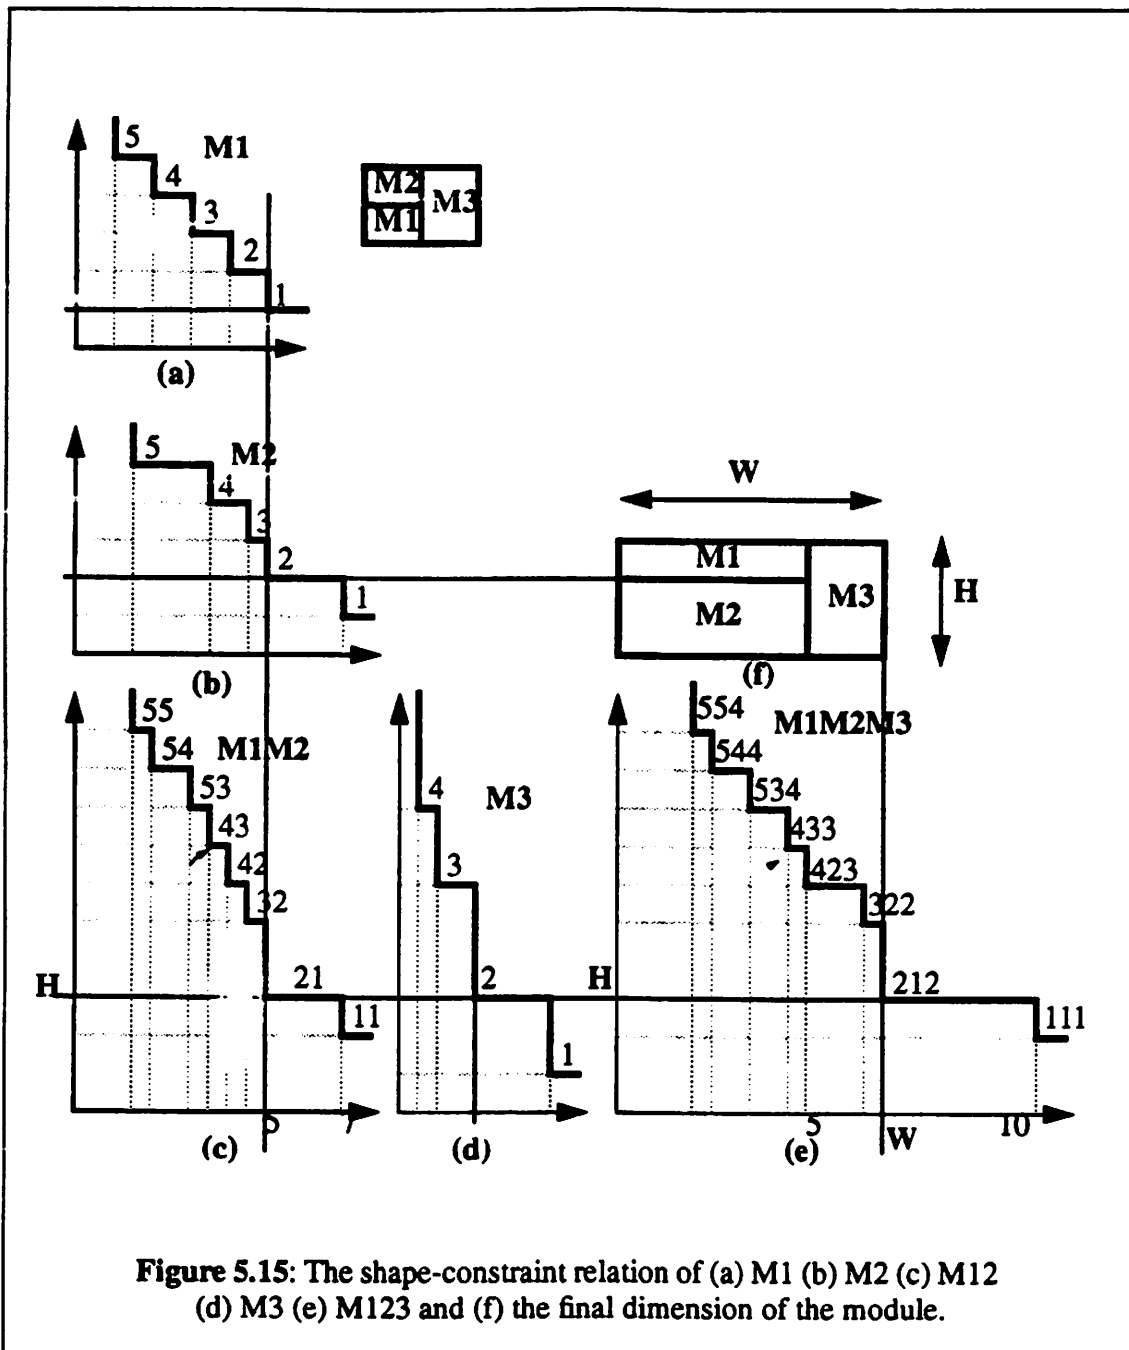 5
M1
4
3
2
1
(a)
M2
M3
M1
5
M2
4
3
2
1
(b)
W
M1
M2
M3
H
(f)
55
54
M1M2
53
43
42
32
H
21
11
5
7
(c)
4
M3
3
2
1
(d)
554
M1M2M3
544
534
433
423
322
H
212
111
5
W
10
(e)
Figure 5.15: The shape-constraint relation of (a) M1 (b) M2 (c) M12
(d) M3 (e) M123 and (f) the final dimension of the module.